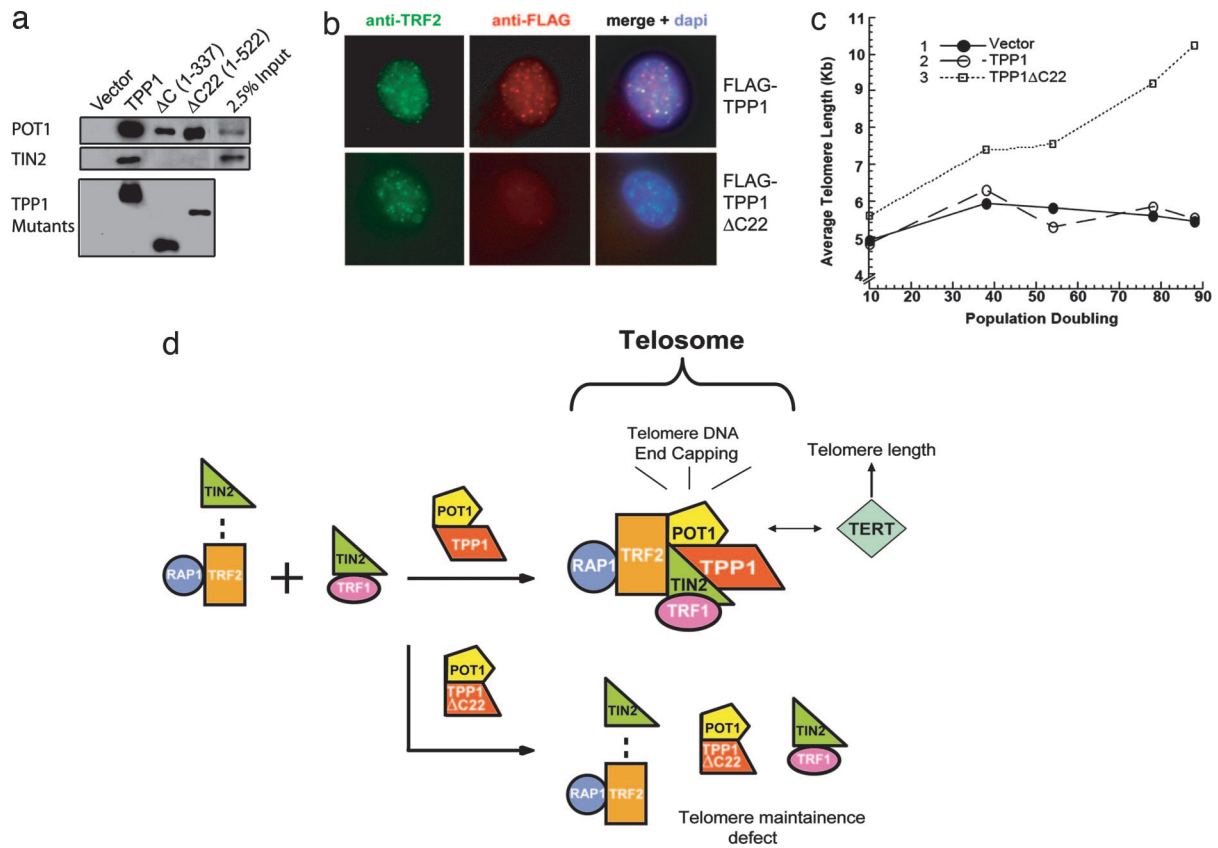 a
Vector
TPP1
ΔC (1-337)
ΔC22 (1-522)
2.5% Input
POT1
TIN2
TPP1
Mutants
b
anti-TRF2
anti-FLAG
merge + dapi
FLAG-
TPP1
FLAG-
TPP1
ΔC22
c
Average Telomere Length (Kb)
11
10
9
8
7
6
5
4
1 Vector
2 TPP1
3 TPP1ΔC22
10 20 30 40 50 60 70 80 90
Population Doubling
d
Telosome
Telomere DNA
End Capping
Telomere length
TIN2
RAP1
TRF2
+
TIN2
TRF1
POT1
TPP1
RAP1
TRF2
POT1
TPP1
TIN2
TRF1
TERT
POT1
TPP1
ΔC22
TIN2
RAP1
TRF2
POT1
TPP1
ΔC22
TIN2
TRF1
Telomere maintainence
defect